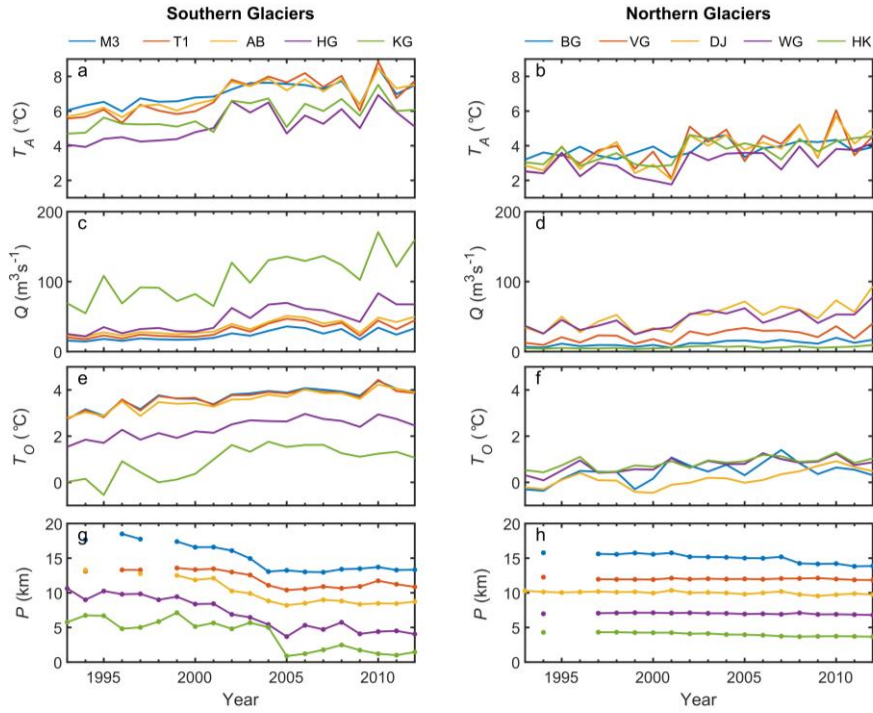 Southern Glaciers
M3 T1 AB HG KG
a
T_A (°C)
8
6
4
2
c
Q
(m³s⁻¹)
200
100
0
e
T_O (°C)
4
2
0
g
P (km)
20
15
10
5
0
1995 2000 2005 2010
Year
Northern Glaciers
BG VG DJ WG HK
b
T_A (°C)
8
6
4
2
d
Q
(m³s⁻¹)
200
100
0
f
T_O (°C)
4
2
0
h
P (km)
20
15
10
5
0
1995 2000 2005 2010
Year